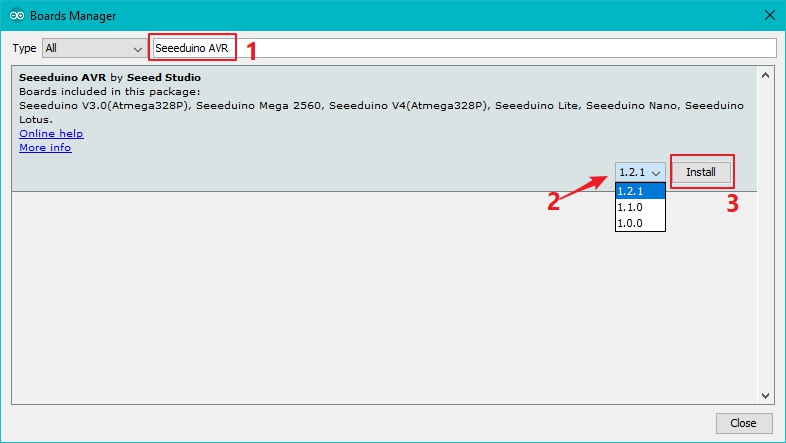 Boards Manager
Type All Seeeduino AVR 1
Seeeduino AVR by Seeed Studio
Boards included in this package:
Seeeduino V3.0(Atmega328P), Seeeduino Mega 2560, Seeeduino V4(Atmega328P), Seeeduino Lite, Seeeduino Nano, Seeeduino
Lotus.
Online help
More info
2 1.2.1 Install 3
1.2.1
1.1.0
1.0.0
Close